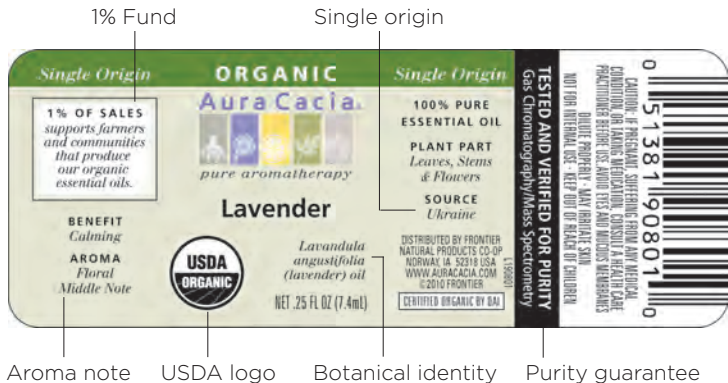 1% Fund
Single origin
Single Origin
1% OF SALES
supports farmers
and communities
that produce
our organic
essential oils.
BENEFIT
Calming
AROMA
Floral
Middle Note
ORGANIC
Aura Cacia®
pure aromatherapy
Lavender
USDA
ORGANIC
Lavandula
angustifolia
(lavender) oil
NET .25 FL OZ (7.4mL)
Single Origin
100% PURE
ESSENTIAL OIL
PLANT PART
Leaves, Stems
& Flowers
SOURCE
Ukraine
DISTRIBUTED BY FRONTIER
NATURAL PRODUCTS CO-OP
NORWAY, IA 52318 USA
WWW.AURACACIA.COM
©2010 FRONTIER
CERTIFIED ORGANIC BY QAI
L190801
TESTED AND VERIFIED FOR PURITY
Gas Chromatography/Mass Spectrometry
CAUTION: IF PREGNANT, SUFFERING FROM ANY MEDICAL
CONDITION, OR TAKING MEDICATION, CONSULT A HEALTH CARE
PRACTITIONER BEFORE USE. AVOID EYES AND MUCOUS MEMBRANES
DILUTE PROPERLY - MAY IRRITATE SKIN
NOT FOR INTERNAL USE - KEEP OUT OF REACH OF CHILDREN
0 51381 90801 0
Aroma note
USDA logo
Botanical identity
Purity guarantee